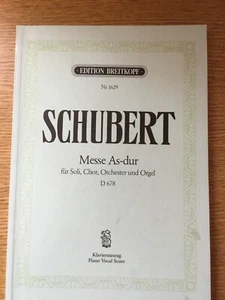 EDITION BREITKOPF
Nr. 1629
SCHUBERT
Messe As-dur
für Soli, Chor, Orchester und Orgel
D 678
Klavierauszug
Piano Vocal Score